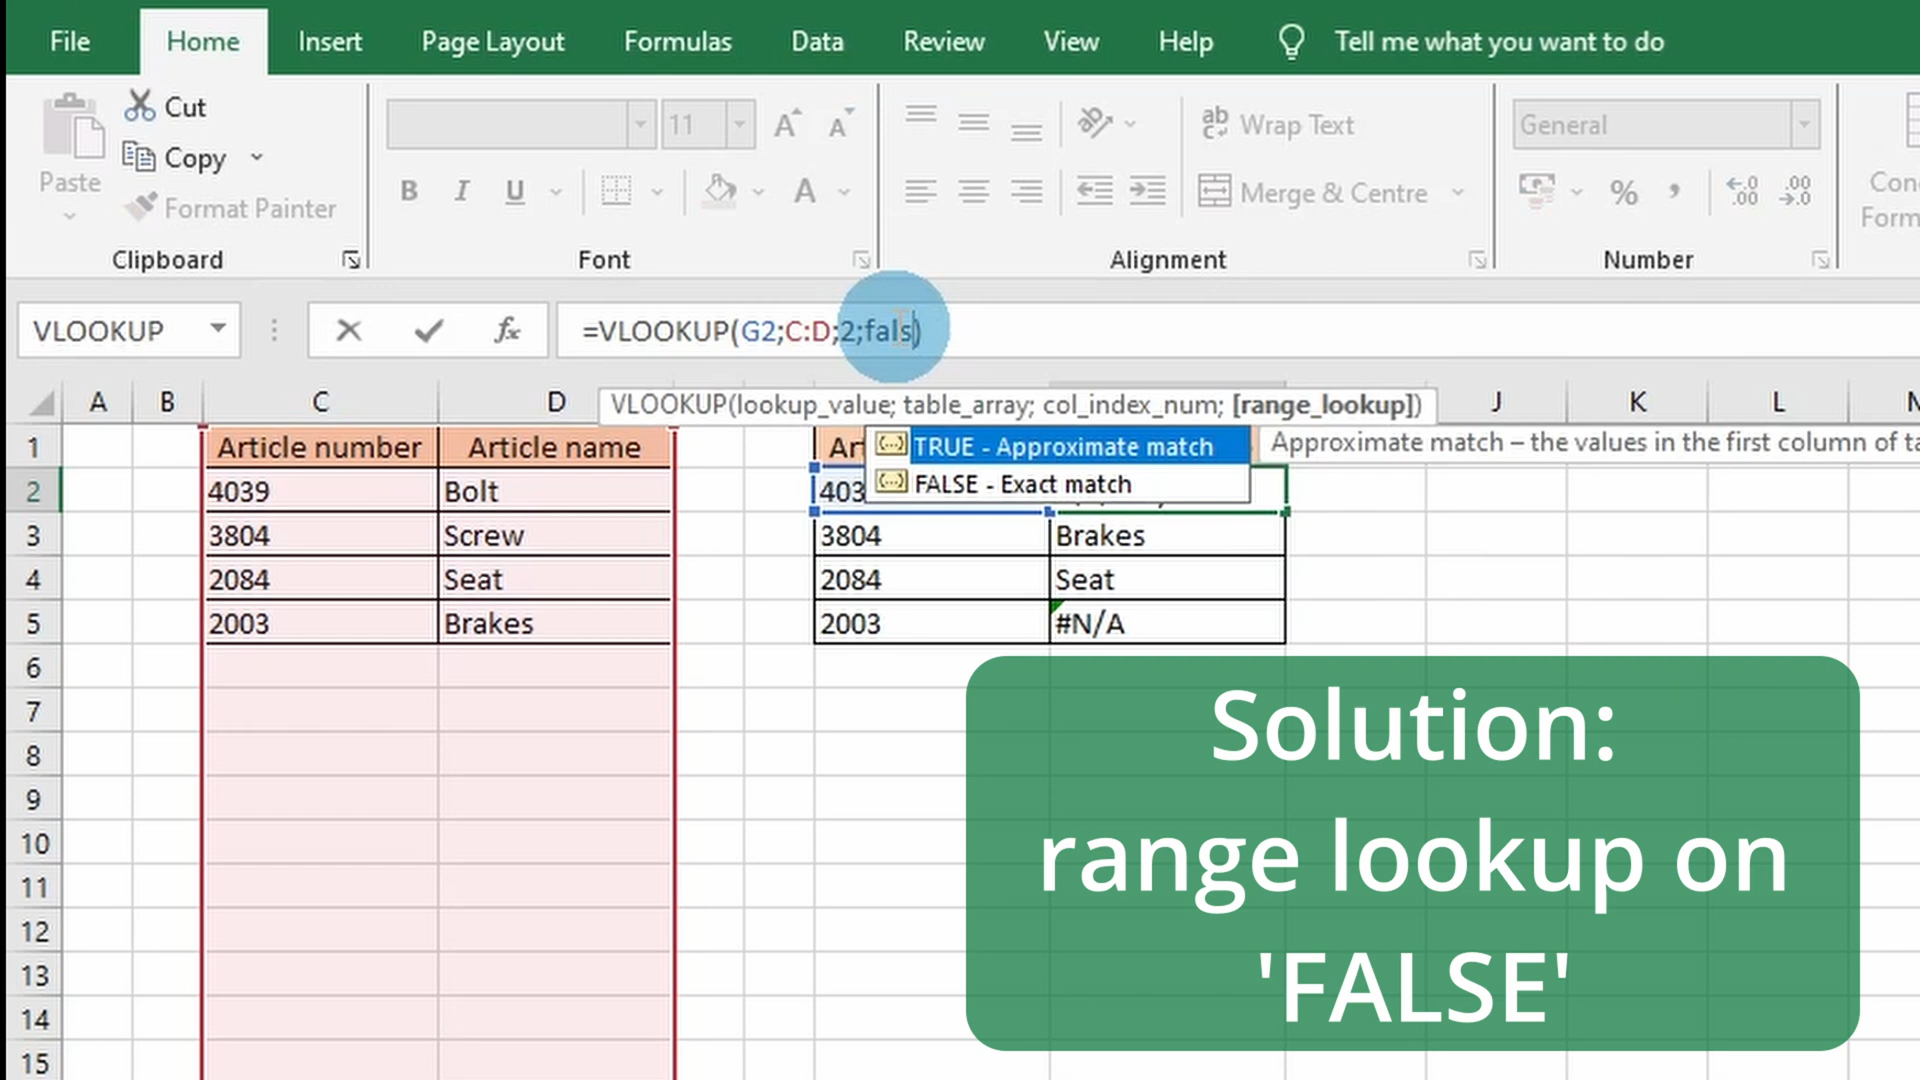 File Home Insert Page Layout Formulas Data Review View Help Tell me what you want to do
Cut
Copy
Paste
Format Painter
Clipboard
11
B I U
Font
Wrap Text
Merge & Centre
Alignment
General
%
Number
VLOOKUP
fx
=VLOOKUP(G2;C:D;2;fals)
VLOOKUP(lookup_value; table_array; col_index_num; [range_lookup])
A B C D J K L
TRUE - Approximate match
Approximate match – the values in the first column of
FALSE - Exact match
1 Article number Article name
2 4039 Bolt
3 3804 Screw 3804 Brakes
4 2084 Seat 2084 Seat
5 2003 Brakes 2003 #N/A
6
7
8
9
10
11
12
13
14
15
Solution:
range lookup on
'FALSE'